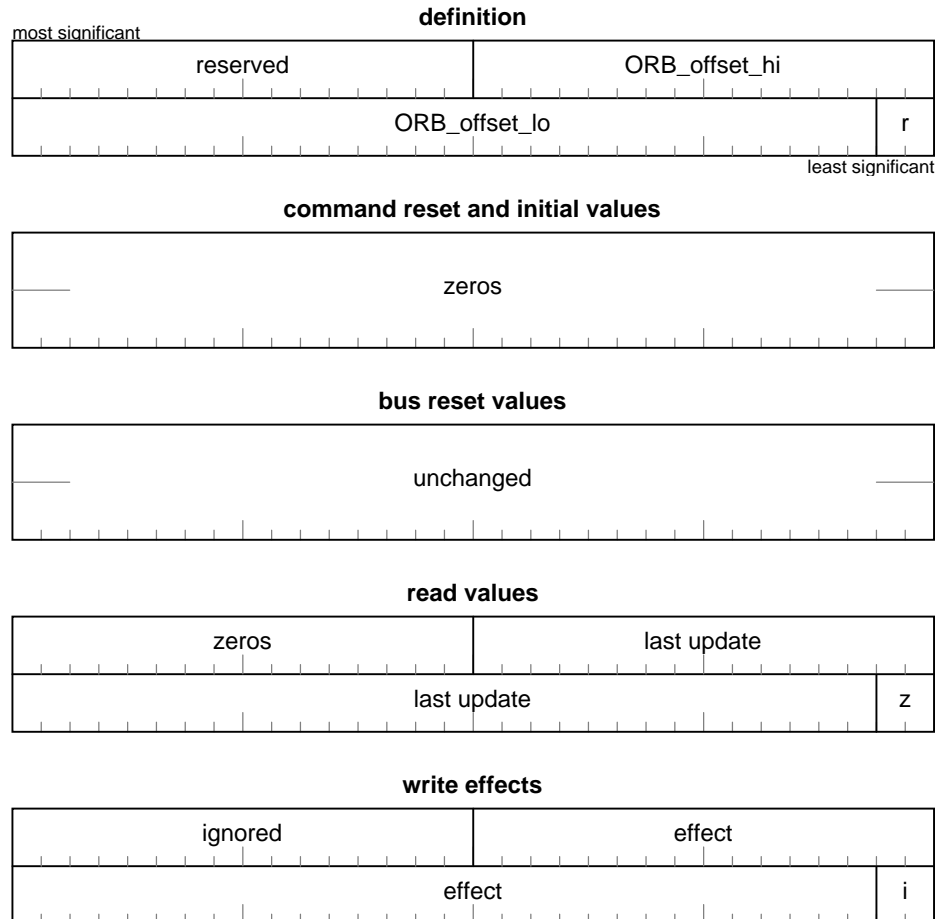 definition
most significant
reserved ORB_offset_hi
ORB_offset_lo r
least significant
command reset and initial values
zeros
bus reset values
unchanged
read values
zeros last update
last update z
write effects
ignored effect
effect i